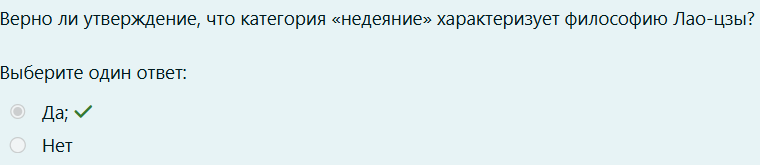 Верно ли утверждение, что категория «недеяние» характеризует философию Лао-цзы?
Выберите один ответ:
Да;
Нет